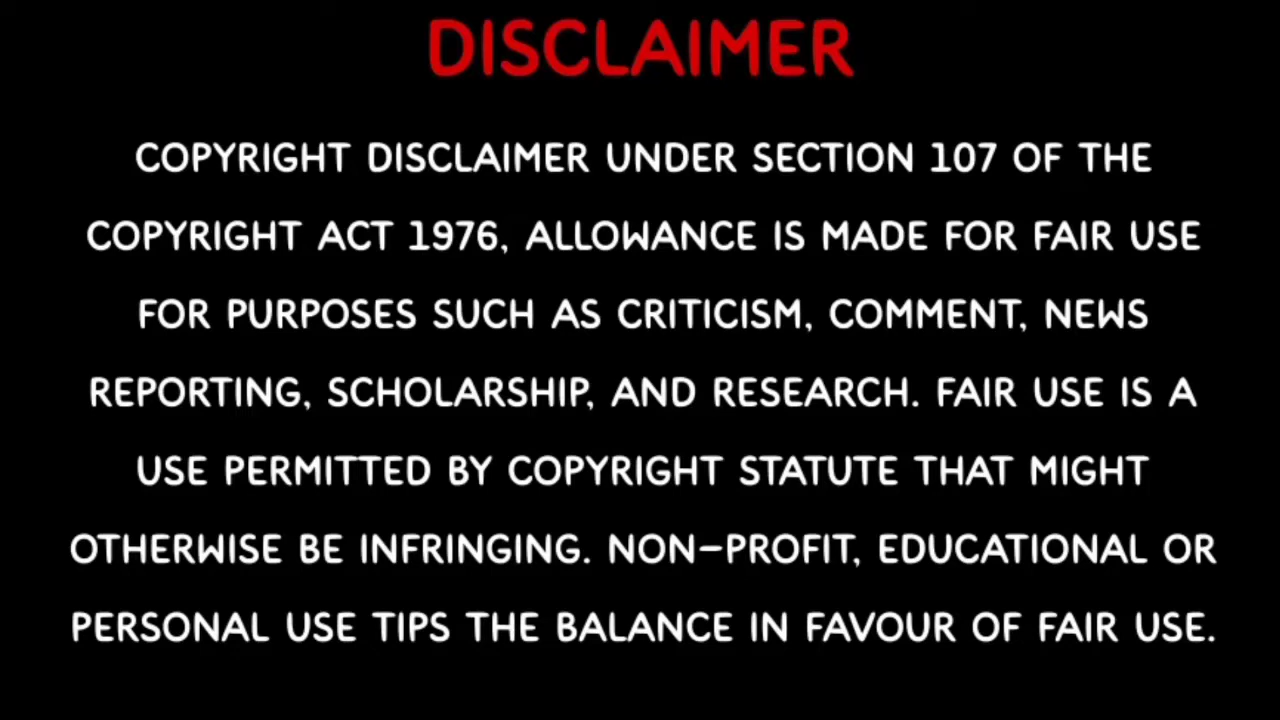 DISCLAIMER
COPYRIGHT DISCLAIMER UNDER SECTION 107 OF THE
COPYRIGHT ACT 1976, ALLOWANCE IS MADE FOR FAIR USE
FOR PURPOSES SUCH AS CRITICISM, COMMENT, NEWS
REPORTING, SCHOLARSHIP, AND RESEARCH. FAIR USE IS A
USE PERMITTED BY COPYRIGHT STATUTE THAT MIGHT
OTHERWISE BE INFRINGING. NON-PROFIT, EDUCATIONAL OR
PERSONAL USE TIPS THE BALANCE IN FAVOUR OF FAIR USE.